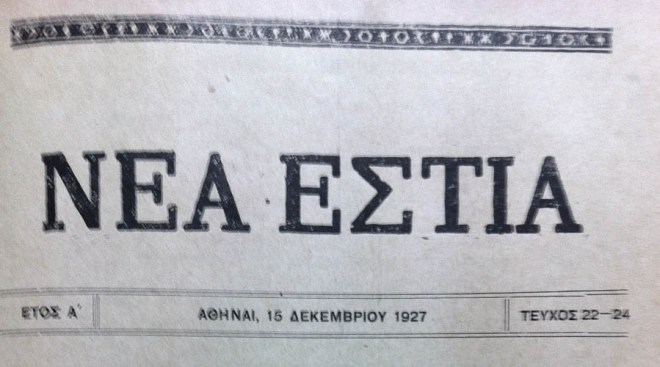 ΝΕΑ ΕΣΤΙΑ
ΕΤΟΣ Α΄ ΑΘΗΝΑΙ, 15 ΔΕΚΕΜΒΡΙΟΥ 1927 ΤΕΥΧΟΣ 22—24